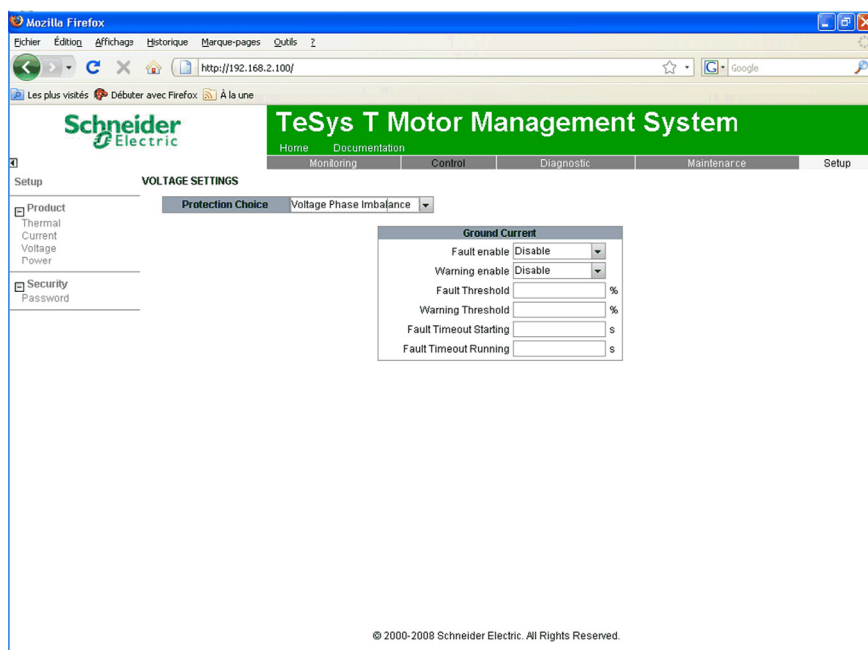 Mozilla Firefox
Fichier Édition Affichage Historique Marque-pages Outils ?
http://192.168.2.100/
G Google
Les plus visités Débuter avec Firefox À la une
Schneider Electric
TeSys T Motor Management System
Home Documentation
Monitoring Control Diagnostic Maintenance Setup
Setup
VOLTAGE SETTINGS
Protection Choice Voltage Phase Imbalance
Product
Thermal
Current
Voltage
Power
Security
Password
Ground Current
Fault enable Disable
Warning enable Disable
Fault Threshold %
Warning Threshold %
Fault Timeout Starting s
Fault Timeout Running s
© 2000-2008 Schneider Electric. All Rights Reserved.